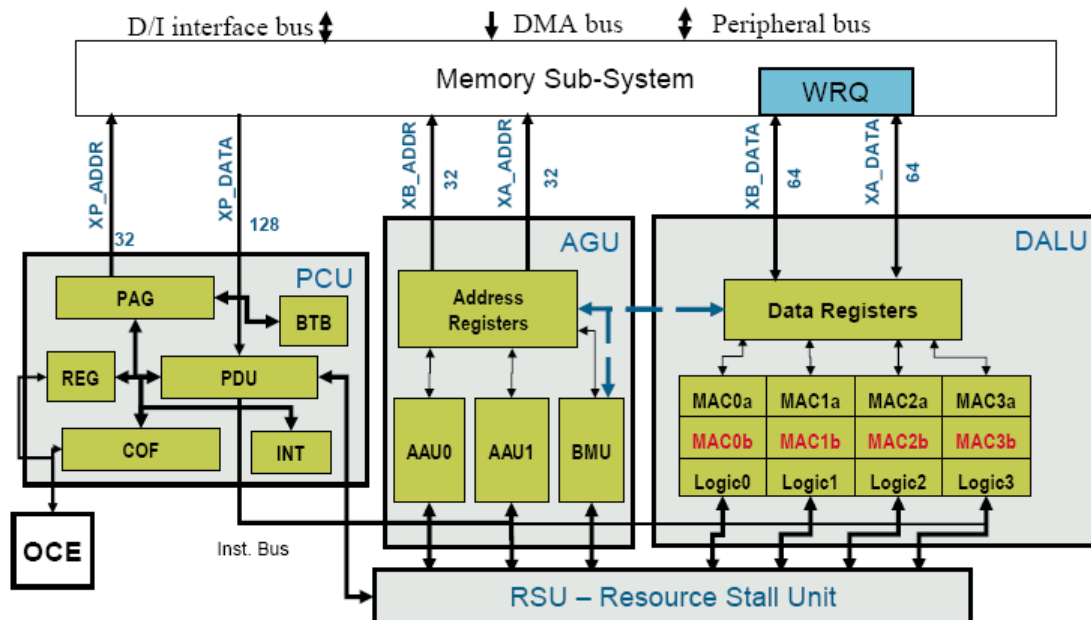 D/I interface bus
DMA bus
Peripheral bus
Memory Sub-System
WRQ
XP_ADDR
32
XP_DATA
128
XB_ADDR
32
XA_ADDR
32
XB_DATA
64
XA_DATA
64
PCU
PAG
BTB
REG
PDU
COF
INT
OCE
Inst. Bus
AGU
Address
Registers
AAU0
AAU1
BMU
DALU
Data Registers
MAC0a
MAC1a
MAC2a
MAC3a
MAC0b
MAC1b
MAC2b
MAC3b
Logic0
Logic1
Logic2
Logic3
RSU – Resource Stall Unit